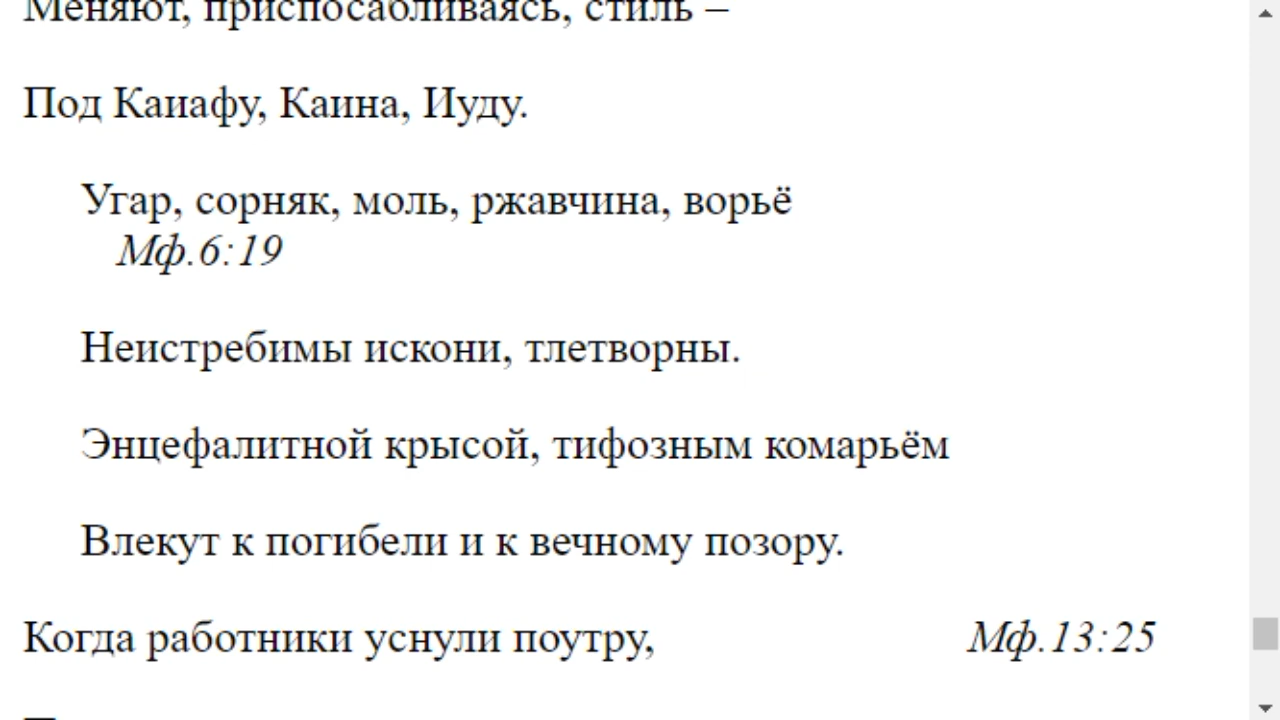 Меняют, приспосабливаясь, стиль –
Под Каиафу, Каина, Иуду.
Угар, сорняк, моль, ржавчина, ворьё
Мф.6:19
Неистребимы искони, тлетворны.
Энцефалитной крысой, тифозным комарьём
Влекут к погибели и к вечному позору.
Когда работники уснули поутру, Мф.13:25